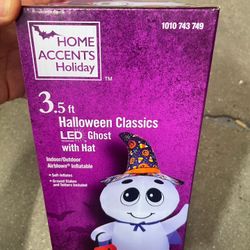 1010 743 749
HOME
ACCENTS
Holiday
TM
3.5 ft
Halloween Classics
LED Ghost
with Hat
Indoor/Outdoor
Airblown® Inflatable
• Self-Inflates
• Ground Stakes
and Tethers Included